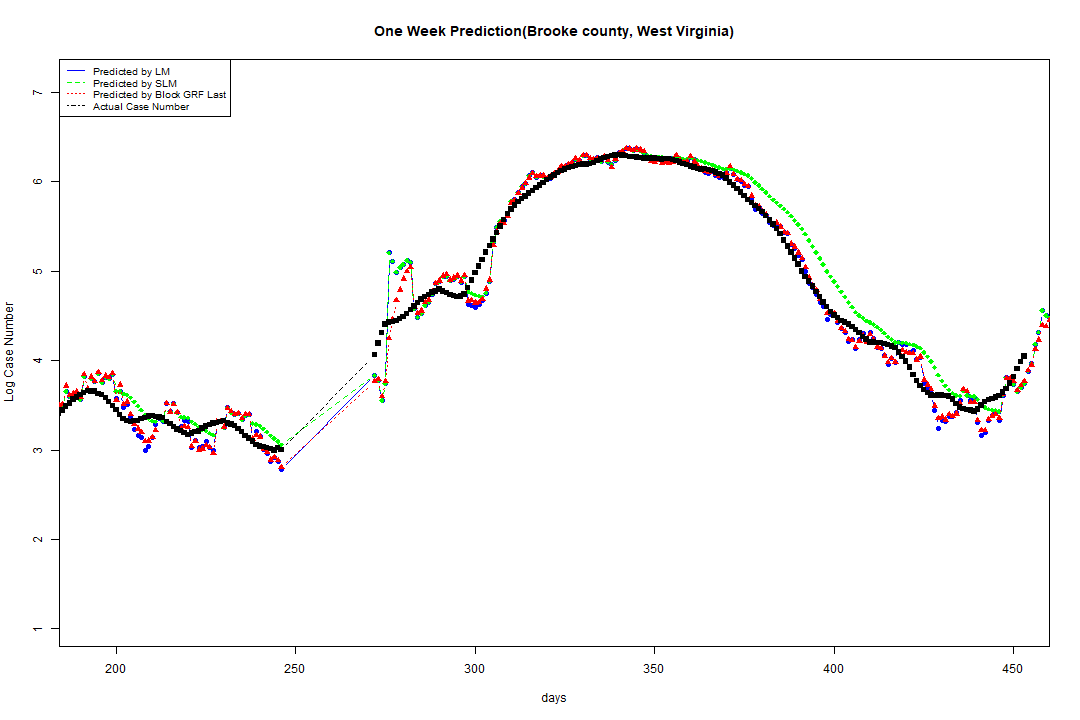 One Week Prediction(Brooke county, West Virginia)
Predicted by LM
Predicted by SLM
Predicted by Block GRF Last
Actual Case Number
7
6
5
4
3
2
1
Log Case Number
200 250 300 350 400 450
days